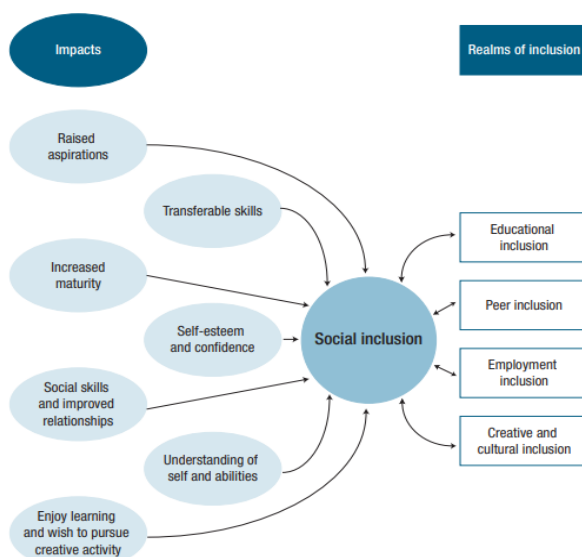 Impacts
Realms of inclusion
Raised
aspirations
Transferable skills
Educational
inclusion
Increased
maturity
Peer inclusion
Self-esteem
and confidence
Social inclusion
Employment
inclusion
Social skills
and improved
relationships
Creative and
cultural inclusion
Understanding of
self and abilities
Enjoy learning
and wish to pursue
creative activity